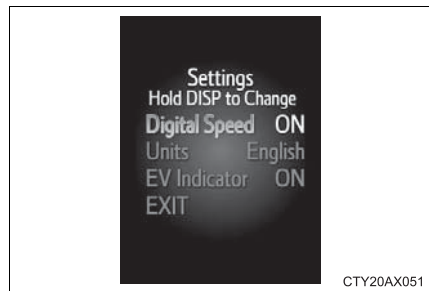 Settings
Hold DISP to Change
Digital Speed ON
Units English
EV Indicator ON
EXIT
CTY20AX051